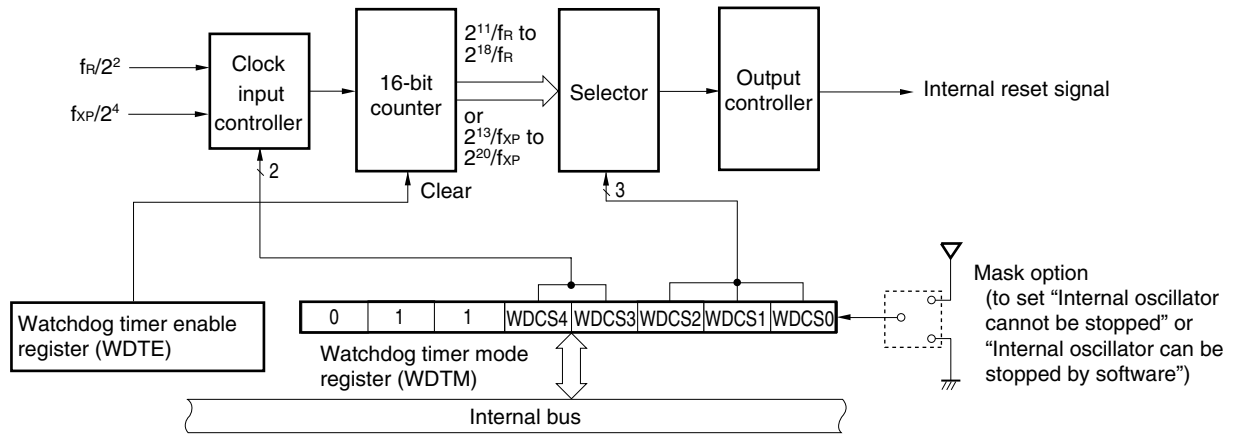 fR/2²
fXP/2⁴
Clock
input
controller
2
16-bit
counter
Clear
2¹¹/fR to
2¹⁸/fR
or
2¹³/fXP to
2²⁰/fXP
Selector
3
Output
controller
Internal reset signal
Watchdog timer enable
register (WDTE)
0 1 1 WDCS4 WDCS3 WDCS2 WDCS1 WDCS0
Watchdog timer mode
register (WDTM)
Mask option
(to set “Internal oscillator
cannot be stopped” or
“Internal oscillator can be
stopped by software”)
Internal bus